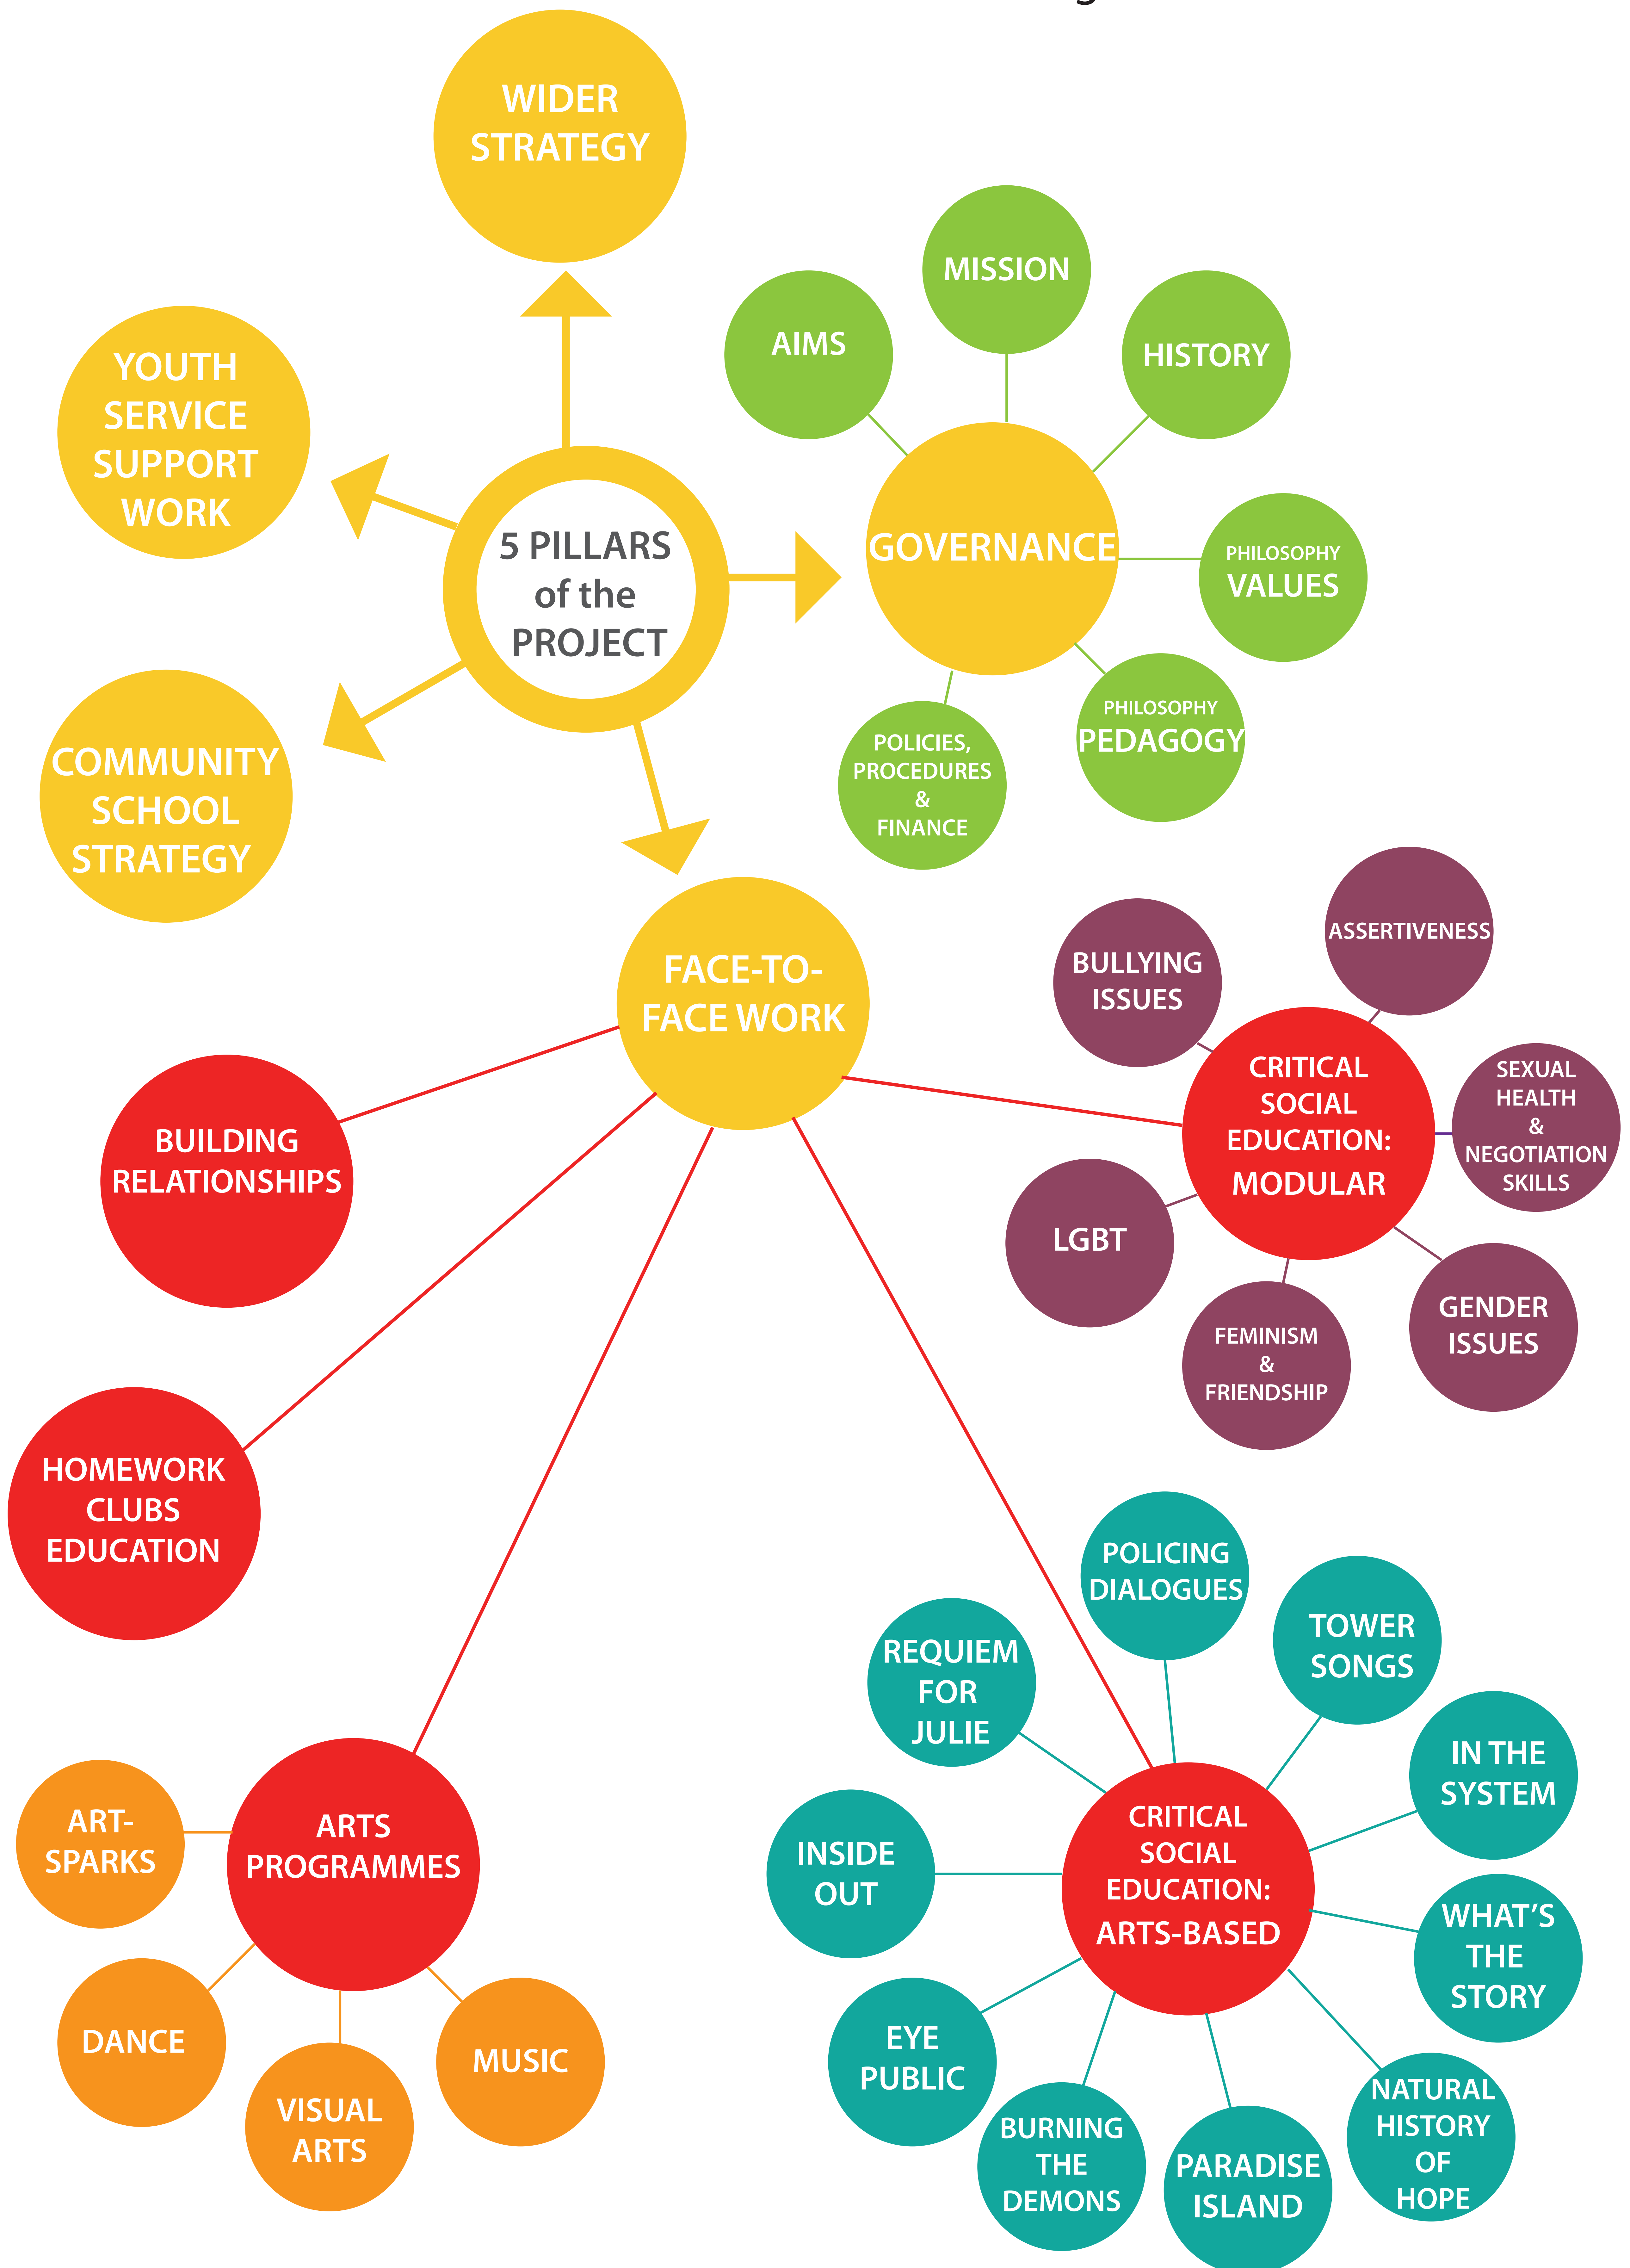 WIDER
STRATEGY
MISSION
AIMS
HISTORY
YOUTH
SERVICE
SUPPORT
WORK
5 PILLARS
of the
PROJECT
GOVERNANCE
PHILOSOPHY
VALUES
PHILOSOPHY
PEDAGOGY
POLICIES,
PROCEDURES
&
FINANCE
COMMUNITY
SCHOOL
STRATEGY
FACE-TO-
FACE WORK
BULLYING
ISSUES
ASSERTIVENESS
CRITICAL
SOCIAL
EDUCATION:
MODULAR
SEXUAL
HEALTH
&
NEGOTIATION
SKILLS
LGBT
GENDER
ISSUES
FEMINISM
&
FRIENDSHIP
BUILDING
RELATIONSHIPS
HOMEWORK
CLUBS
EDUCATION
POLICING
DIALOGUES
TOWER
SONGS
REQUIEM
FOR
JULIE
IN THE
SYSTEM
INSIDE
OUT
CRITICAL
SOCIAL
EDUCATION:
ARTS-BASED
WHAT'S
THE
STORY
ART-
SPARKS
ARTS
PROGRAMMES
DANCE
VISUAL
ARTS
MUSIC
EYE
PUBLIC
BURNING
THE
DEMONS
PARADISE
ISLAND
NATURAL
HISTORY
OF
HOPE